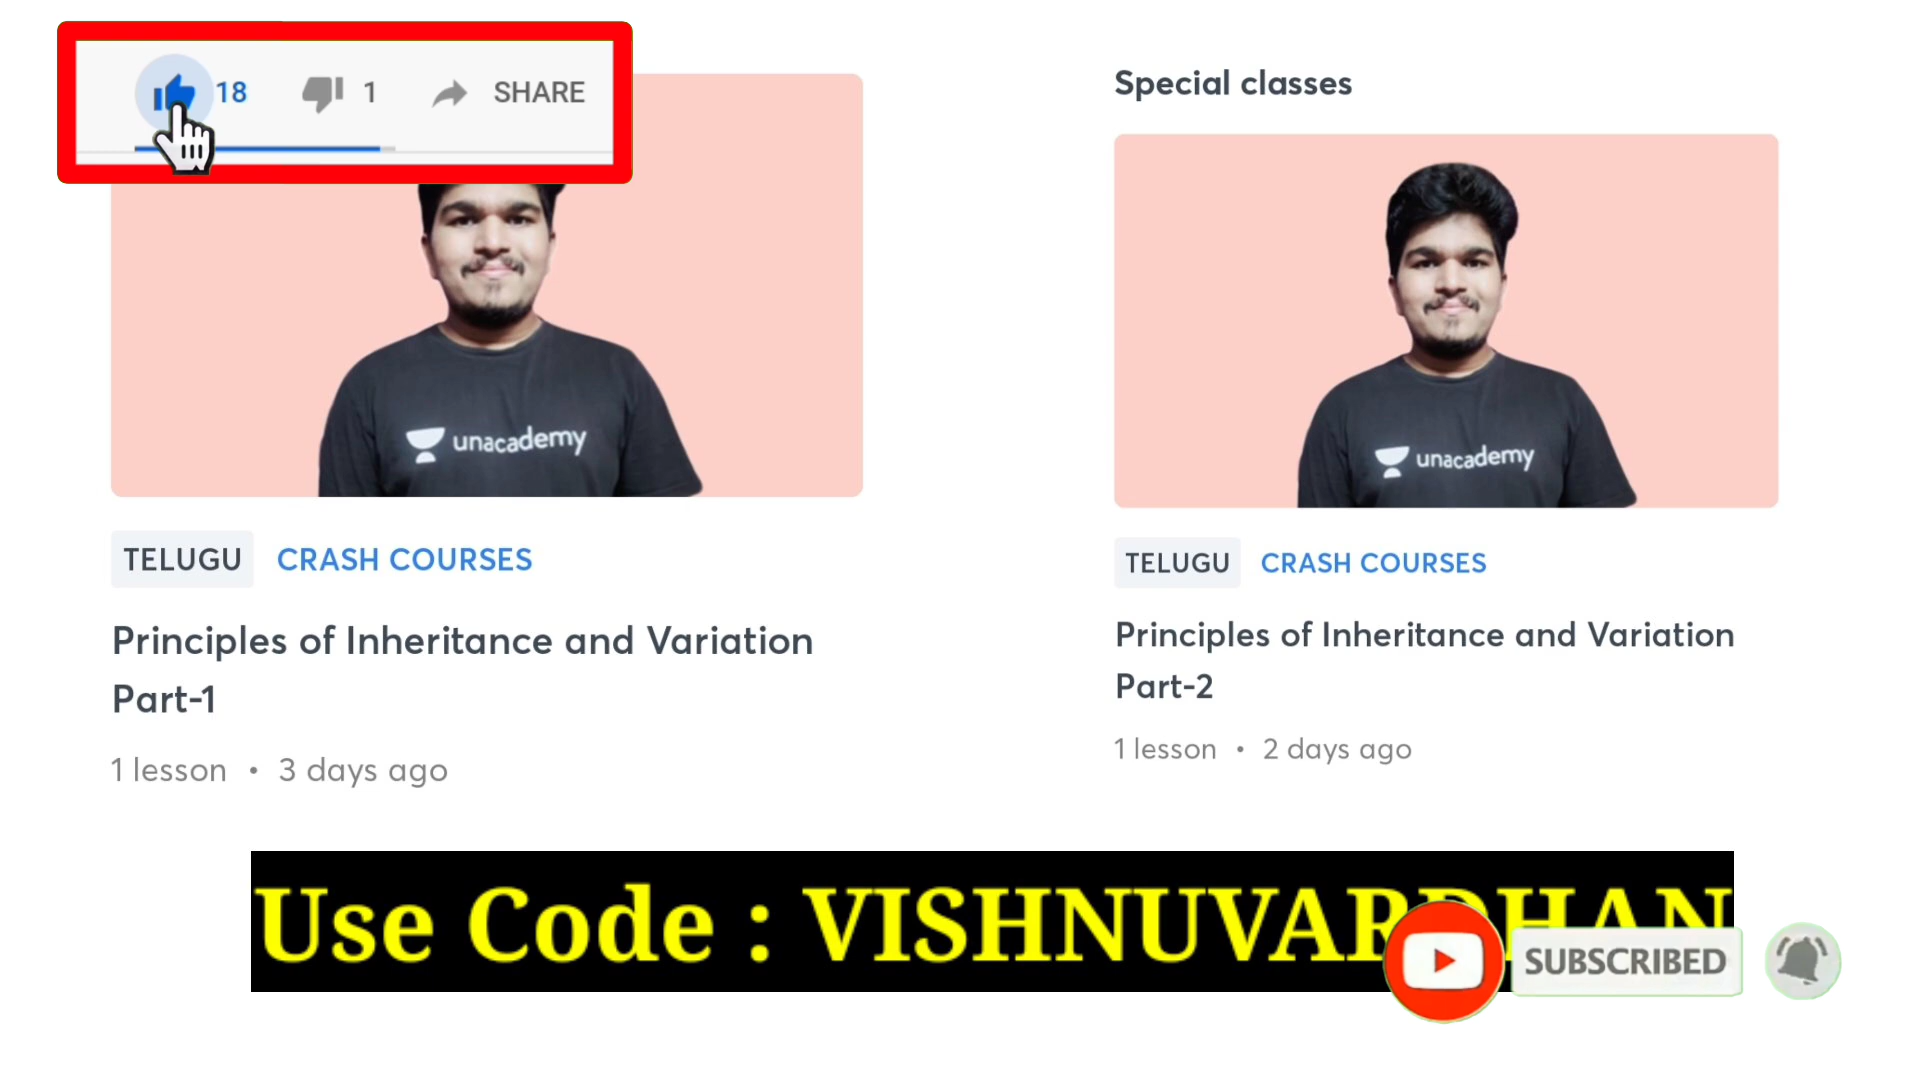 18 1 SHARE
unacademy
TELUGU CRASH COURSES
Principles of Inheritance and Variation
Part-1
1 lesson • 3 days ago
Special classes
unacademy
TELUGU CRASH COURSES
Principles of Inheritance and Variation
Part-2
1 lesson • 2 days ago
Use Code : VISHNUVARDHAN
SUBSCRIBED